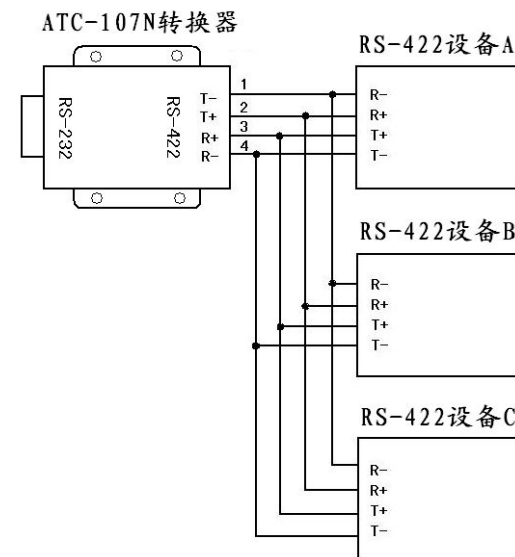 ATC-107N转换器
RS-232
RS-422
T-
T+
R+
R-
1
2
3
4
RS-422设备A
R-
R+
T+
T-
RS-422设备B
R-
R+
T+
T-
RS-422设备C
R-
R+
T+
T-